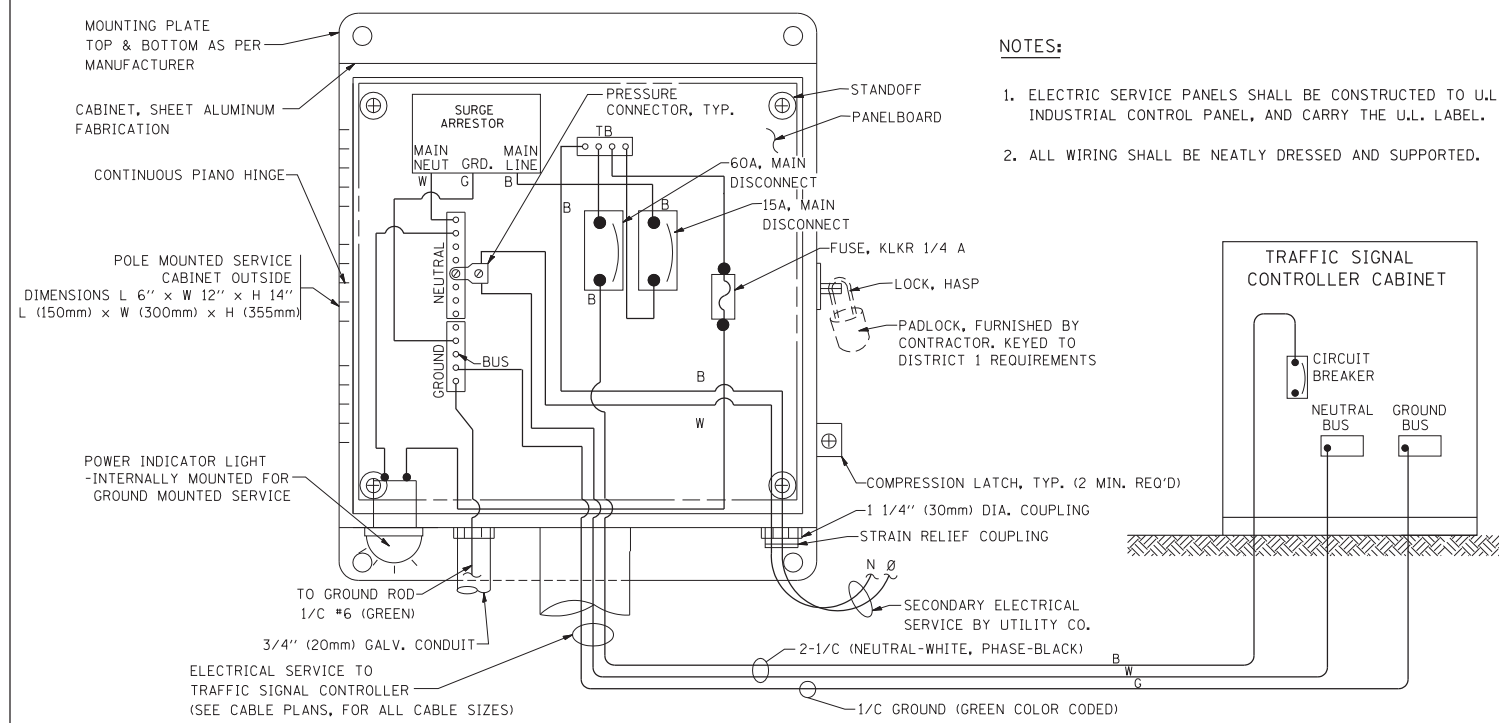 MOUNTING PLATE
TOP & BOTTOM AS PER
MANUFACTURER
CABINET, SHEET ALUMINUM
FABRICATION
CONTINUOUS PIANO HINGE
POLE MOUNTED SERVICE
CABINET OUTSIDE
DIMENSIONS L 6'' x W 12'' x H 14''
L (150mm) x W (300mm) x H (355mm)
POWER INDICATOR LIGHT
-INTERNALLY MOUNTED FOR
GROUND MOUNTED SERVICE
SURGE
ARRESTOR
MAIN
NEUT
GRD.
MAIN
LINE
W
G
B
PRESSURE
CONNECTOR, TYP.
TB
60A, MAIN
DISCONNECT
15A, MAIN
DISCONNECT
B
B
B
NEUTRAL
GROUND
BUS
B
W
STANDOFF
PANELBOARD
FUSE, KLKR 1/4 A
LOCK, HASP
PADLOCK, FURNISHED BY
CONTRACTOR. KEYED TO
DISTRICT 1 REQUIREMENTS
COMPRESSION LATCH, TYP. (2 MIN. REQ'D)
1 1/4'' (30mm) DIA. COUPLING
STRAIN RELIEF COUPLING
N Ø
SECONDARY ELECTRICAL
SERVICE BY UTILITY CO.
TO GROUND ROD
1/C #6 (GREEN)
3/4'' (20mm) GALV. CONDUIT
ELECTRICAL SERVICE TO
TRAFFIC SIGNAL CONTROLLER
(SEE CABLE PLANS, FOR ALL CABLE SIZES)
2-1/C (NEUTRAL-WHITE, PHASE-BLACK)
B
W
G
1/C GROUND (GREEN COLOR CODED)
NOTES:
1. ELECTRIC SERVICE PANELS SHALL BE CONSTRUCTED TO U.L
INDUSTRIAL CONTROL PANEL, AND CARRY THE U.L. LABEL.
2. ALL WIRING SHALL BE NEATLY DRESSED AND SUPPORTED.
TRAFFIC SIGNAL
CONTROLLER CABINET
CIRCUIT
BREAKER
NEUTRAL
BUS
GROUND
BUS